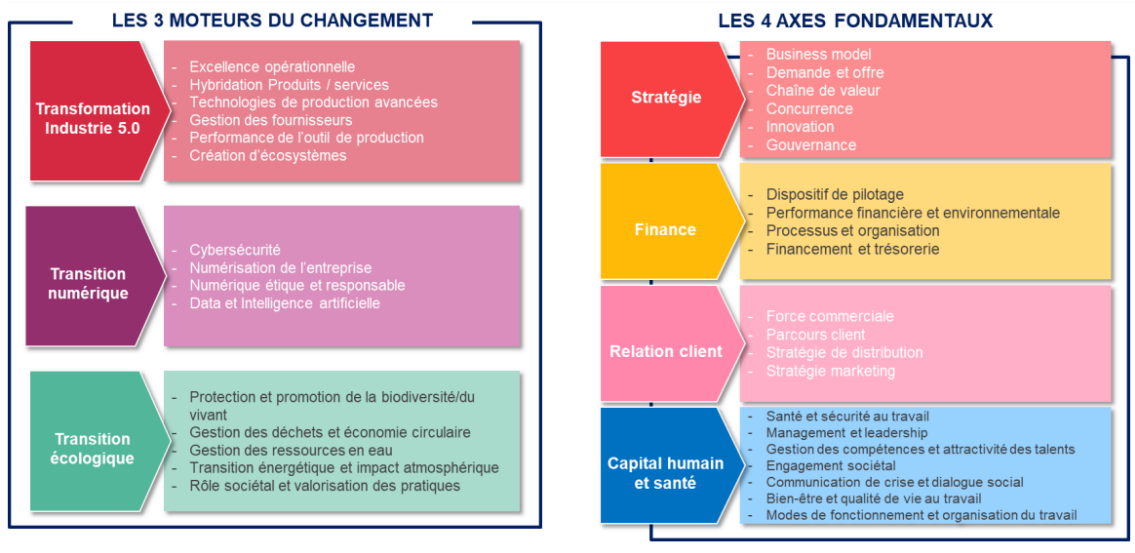 LES 3 MOTEURS DU CHANGEMENT
Transformation
Industrie 5.0
- Excellence opérationnelle
- Hybridation Produits / services
- Technologies de production avancées
- Gestion des fournisseurs
- Performance de l'outil de production
- Création d'écosystèmes
Transition
numérique
- Cybersécurité
- Numérisation de l'entreprise
- Numérique étique et responsable
- Data et Intelligence artificielle
Transition
écologique
- Protection et promotion de la biodiversité/du
vivant
- Gestion des déchets et économie circulaire
- Gestion des ressources en eau
- Transition énergétique et impact atmosphérique
- Rôle sociétal et valorisation des pratiques
LES 4 AXES FONDAMENTAUX
Stratégie
- Business model
- Demande et offre
- Chaîne de valeur
- Concurrence
- Innovation
- Gouvernance
Finance
- Dispositif de pilotage
- Performance financière et environnementale
- Processus et organisation
- Financement et trésorerie
Relation client
- Force commerciale
- Parcours client
- Stratégie de distribution
- Stratégie marketing
Capital humain
et santé
- Santé et sécurité au travail
- Management et leadership
- Gestion des compétences et attractivité des talents
- Engagement sociétal
- Communication de crise et dialogue social
- Bien-être et qualité de vie au travail
- Modes de fonctionnement et organisation du travail